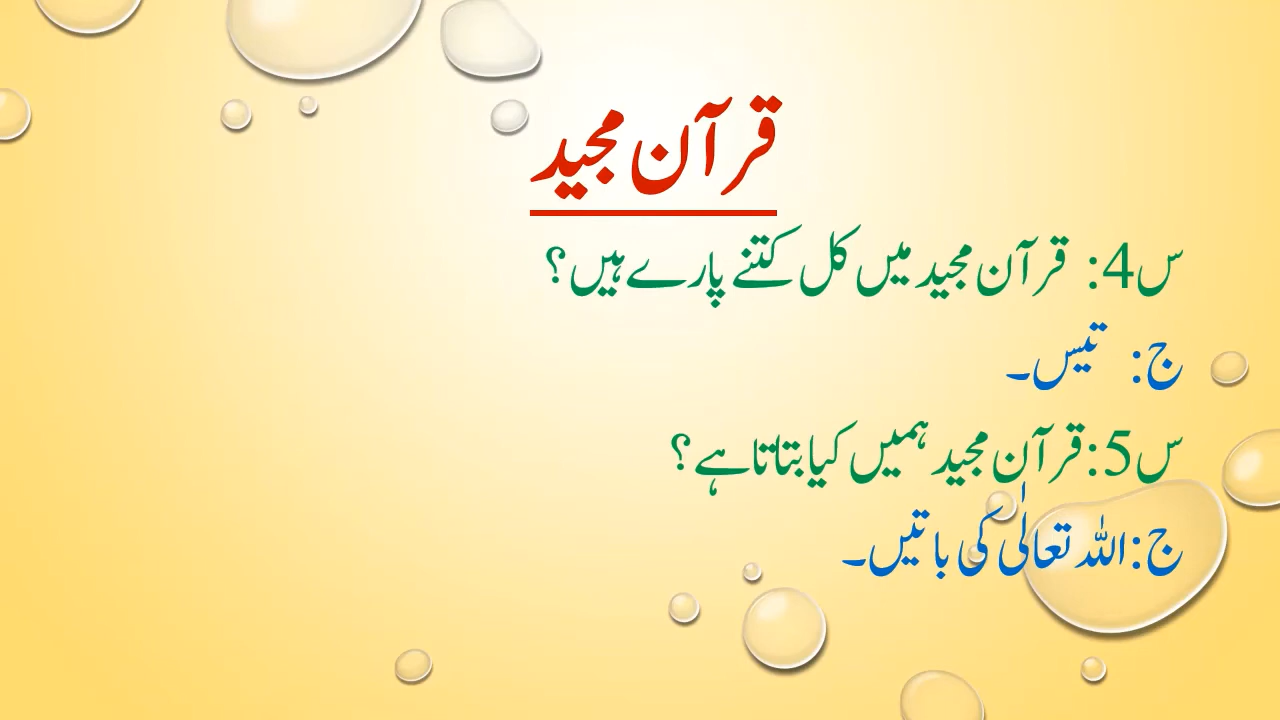 قرآن مجید
س4: قرآن مجید میں کل کتنے پارے ہیں؟
ج: تیس۔
س5:قرآن مجید ہمیں کیا بتاتا ہے؟
ج:اللہ تعالٰی کی باتیں۔